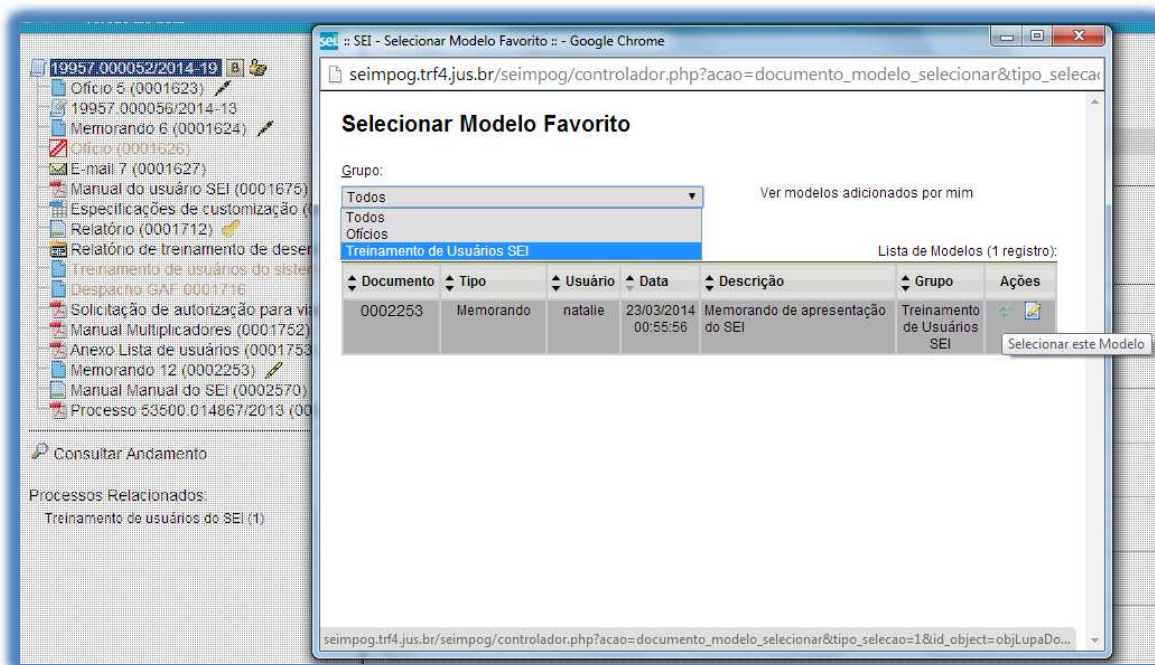 19957.000052/2014-19
Ofício 5 (0001623)
19957.000056/2014-13
Memorando 6 (0001624)
Ofício (0001626)
E-mail 7 (0001627)
Manual do usuário SEI (0001675)
Especificações de customização (
Relatório (0001712)
Relatório de treinamento de desen
Treinamento de usuários do sistem
Despacho GAF 0001716
Solicitação de autorização para via
Manual Multiplicadores (0001752)
Anexo Lista de usuários (0001753
Memorando 12 (0002253)
Manual Manual do SEI (0002570)
Processo 53500.014867/2013 (00
Consultar Andamento
Processos Relacionados:
Treinamento de usuários do SEI (1)
sei :: SEI - Selecionar Modelo Favorito :: - Google Chrome
seimpog.trf4.jus.br/seimpog/controlador.php?acao=documento_modelo_selecionar&tipo_selecao
Selecionar Modelo Favorito
Grupo:
Todos
Ver modelos adicionados por mim
Todos
Ofícios
Treinamento de Usuários SEI
Lista de Modelos (1 registro):
Documento Tipo Usuário Data Descrição Grupo Ações
0002253 Memorando natalie 23/03/2014 Memorando de apresentação Treinamento
00:55:56 do SEI de Usuários
SEI
Selecionar este Modelo
seimpog.trf4.jus.br/seimpog/controlador.php?acao=documento_modelo_selecionar&tipo_selecao=1&id_object=objLupaDo...